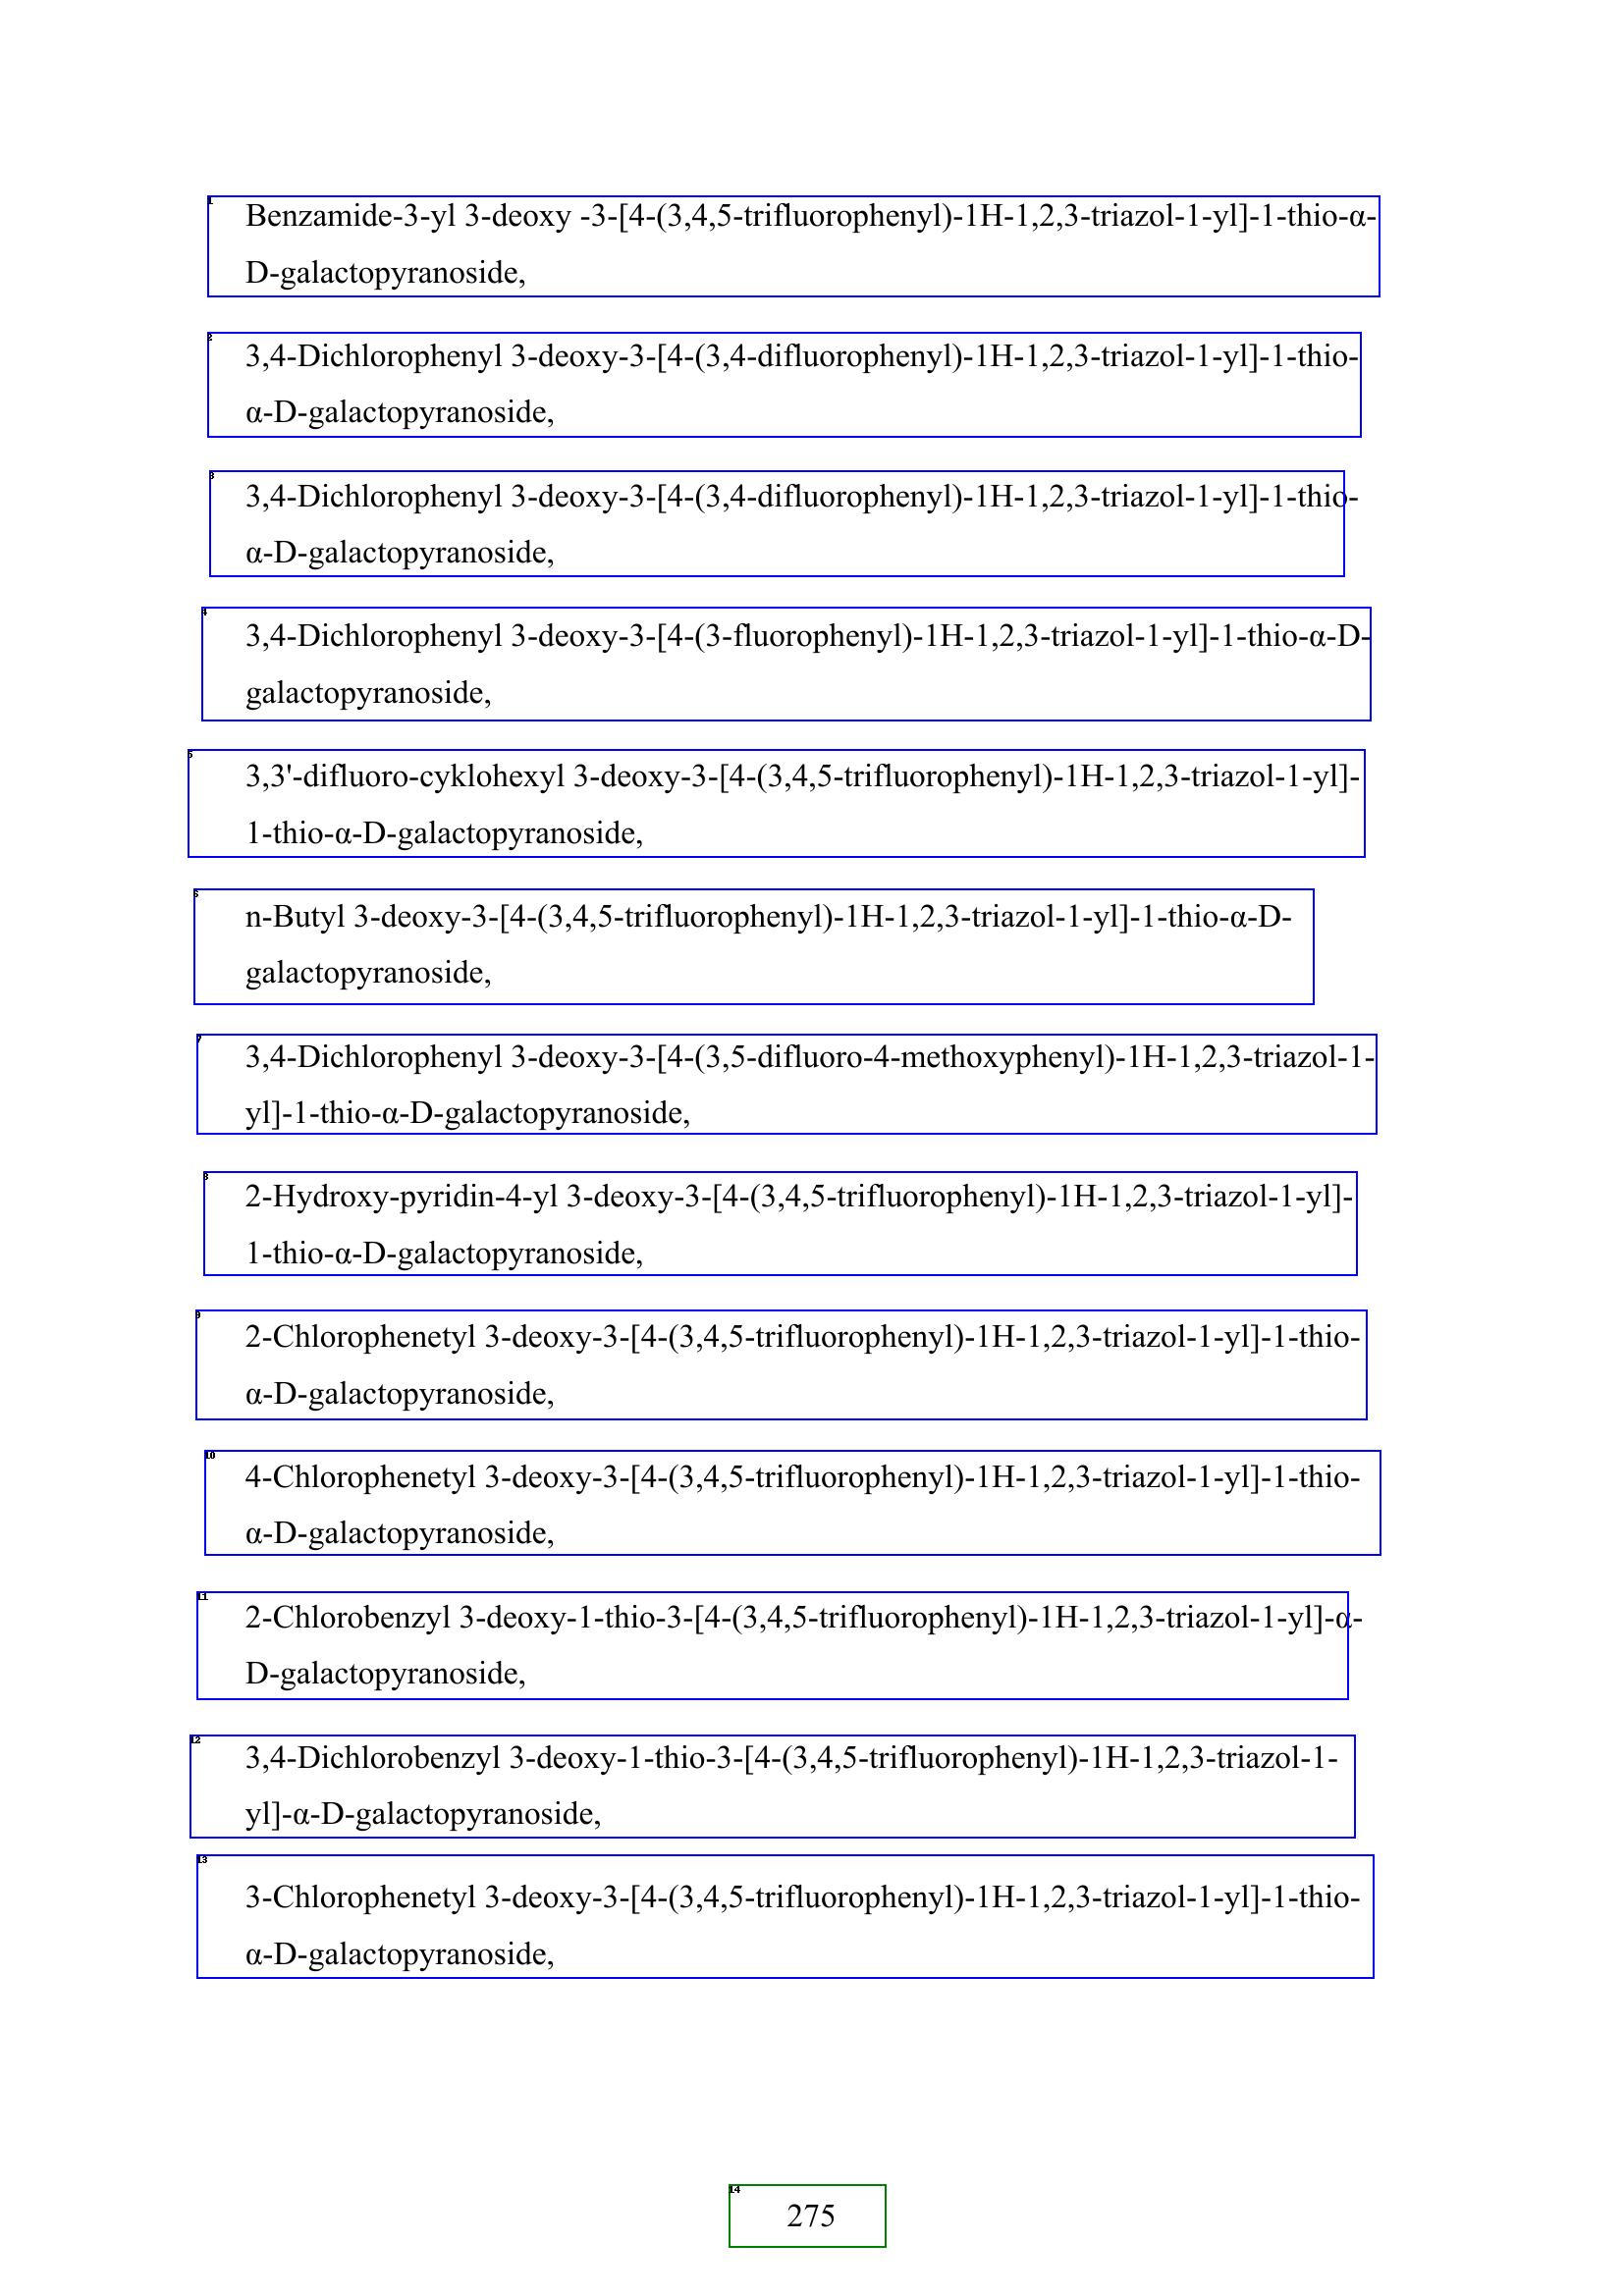 1
Benzamide-3-yl 3-deoxy -3-[4-(3,4,5-trifluorophenyl)-1H-1,2,3-triazol-1-yl]-1-thio-α-
D-galactopyranoside,
2
3,4-Dichlorophenyl 3-deoxy-3-[4-(3,4-difluorophenyl)-1H-1,2,3-triazol-1-yl]-1-thio-
α-D-galactopyranoside,
3
3,4-Dichlorophenyl 3-deoxy-3-[4-(3,4-difluorophenyl)-1H-1,2,3-triazol-1-yl]-1-thio-
α-D-galactopyranoside,
4
3,4-Dichlorophenyl 3-deoxy-3-[4-(3-fluorophenyl)-1H-1,2,3-triazol-1-yl]-1-thio-α-D-
galactopyranoside,
5
3,3'-difluoro-cyklohexyl 3-deoxy-3-[4-(3,4,5-trifluorophenyl)-1H-1,2,3-triazol-1-yl]-
1-thio-α-D-galactopyranoside,
6
n-Butyl 3-deoxy-3-[4-(3,4,5-trifluorophenyl)-1H-1,2,3-triazol-1-yl]-1-thio-α-D-
galactopyranoside,
7
3,4-Dichlorophenyl 3-deoxy-3-[4-(3,5-difluoro-4-methoxyphenyl)-1H-1,2,3-triazol-1-
yl]-1-thio-α-D-galactopyranoside,
8
2-Hydroxy-pyridin-4-yl 3-deoxy-3-[4-(3,4,5-trifluorophenyl)-1H-1,2,3-triazol-1-yl]-
1-thio-α-D-galactopyranoside,
9
2-Chlorophenetyl 3-deoxy-3-[4-(3,4,5-trifluorophenyl)-1H-1,2,3-triazol-1-yl]-1-thio-
α-D-galactopyranoside,
10
4-Chlorophenetyl 3-deoxy-3-[4-(3,4,5-trifluorophenyl)-1H-1,2,3-triazol-1-yl]-1-thio-
α-D-galactopyranoside,
11
2-Chlorobenzyl 3-deoxy-1-thio-3-[4-(3,4,5-trifluorophenyl)-1H-1,2,3-triazol-1-yl]-α-
D-galactopyranoside,
12
3,4-Dichlorobenzyl 3-deoxy-1-thio-3-[4-(3,4,5-trifluorophenyl)-1H-1,2,3-triazol-1-
yl]-α-D-galactopyranoside,
13
3-Chlorophenetyl 3-deoxy-3-[4-(3,4,5-trifluorophenyl)-1H-1,2,3-triazol-1-yl]-1-thio-
α-D-galactopyranoside,
14
275